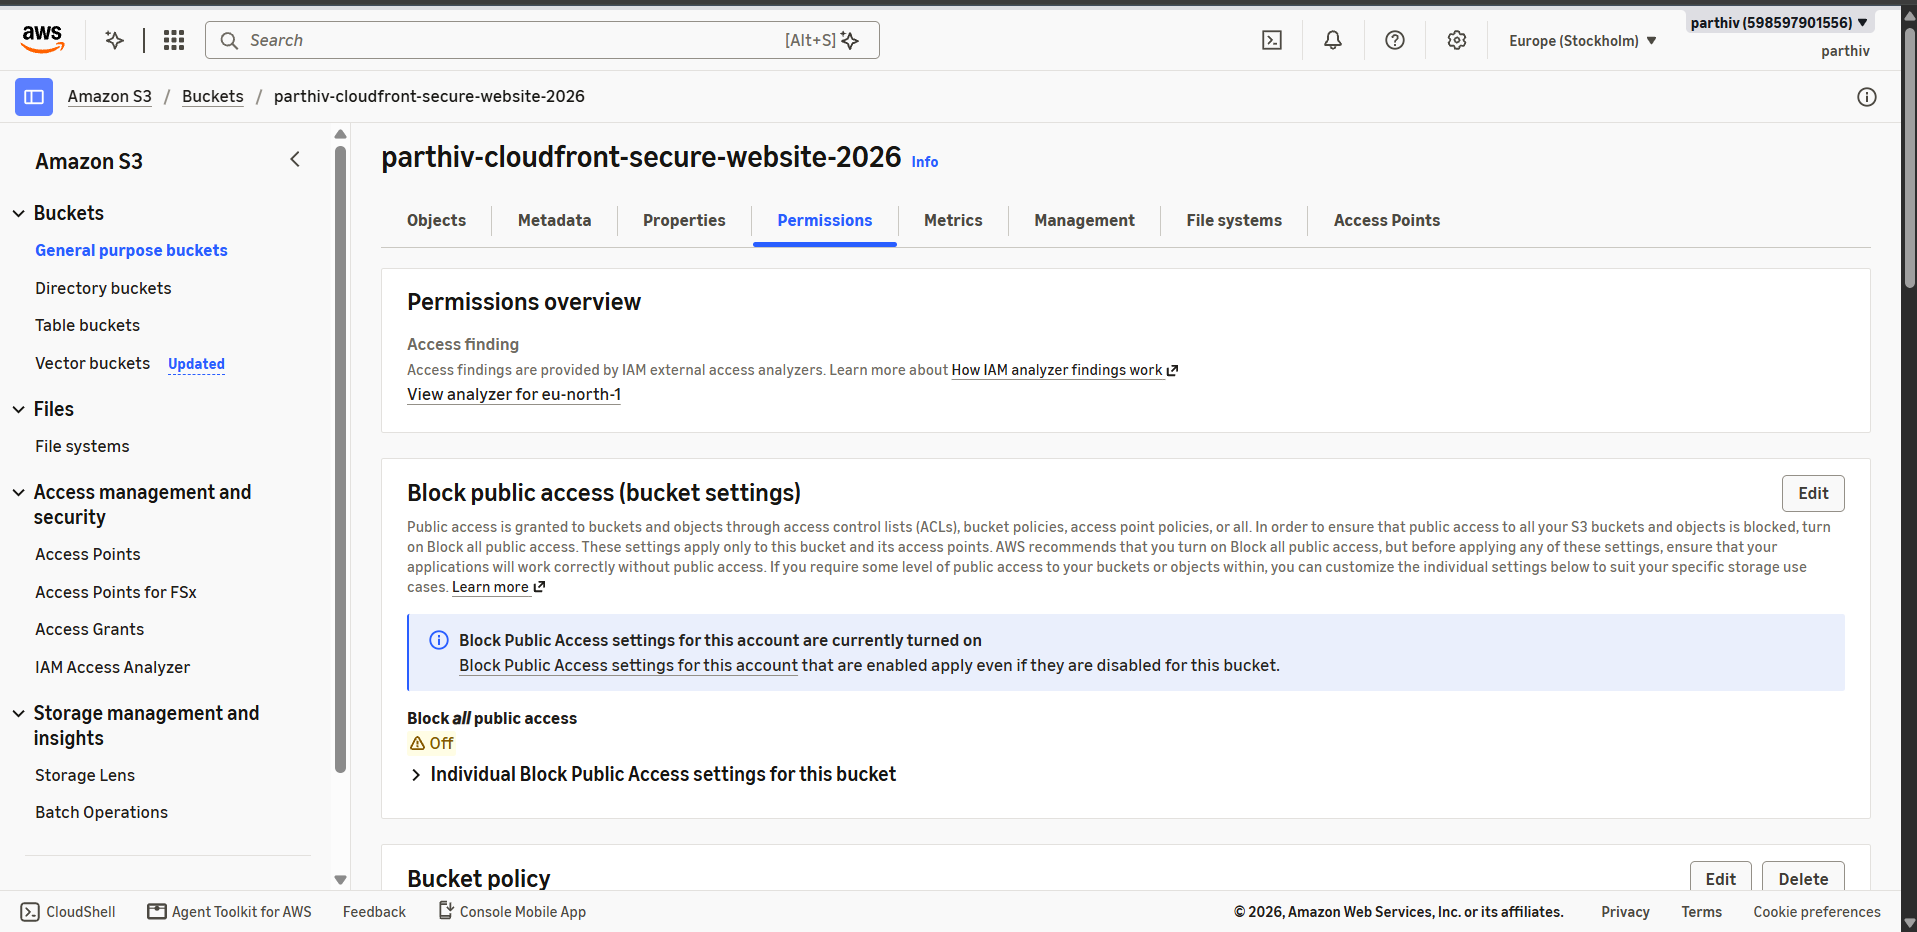 aws
Search
[Alt+S]
Europe (Stockholm)
parthiv (598597901556)
parthiv
Amazon S3 / Buckets / parthiv-cloudfront-secure-website-2026
Amazon S3
Buckets
General purpose buckets
Directory buckets
Table buckets
Vector buckets Updated
Files
File systems
Access management and
security
Access Points
Access Points for FSx
Access Grants
IAM Access Analyzer
Storage management and
insights
Storage Lens
Batch Operations
parthiv-cloudfront-secure-website-2026 Info
Objects Metadata Properties Permissions Metrics Management File systems Access Points
Permissions overview
Access finding
Access findings are provided by IAM external access analyzers. Learn more about How IAM analyzer findings work
View analyzer for eu-north-1
Block public access (bucket settings)
Edit
Public access is granted to buckets and objects through access control lists (ACLs), bucket policies, access point policies, or all. In order to ensure that public access to all your S3 buckets and objects is blocked, turn
on Block all public access. These settings apply only to this bucket and its access points. AWS recommends that you turn on Block all public access, but before applying any of these settings, ensure that your
applications will work correctly without public access. If you require some level of public access to your buckets or objects within, you can customize the individual settings below to suit your specific storage use
cases. Learn more
Block Public Access settings for this account are currently turned on
Block Public Access settings for this account that are enabled apply even if they are disabled for this bucket.
Block all public access
Off
Individual Block Public Access settings for this bucket
Bucket policy
Edit
Delete
CloudShell Agent Toolkit for AWS Feedback Console Mobile App
© 2026, Amazon Web Services, Inc. or its affiliates. Privacy Terms Cookie preferences